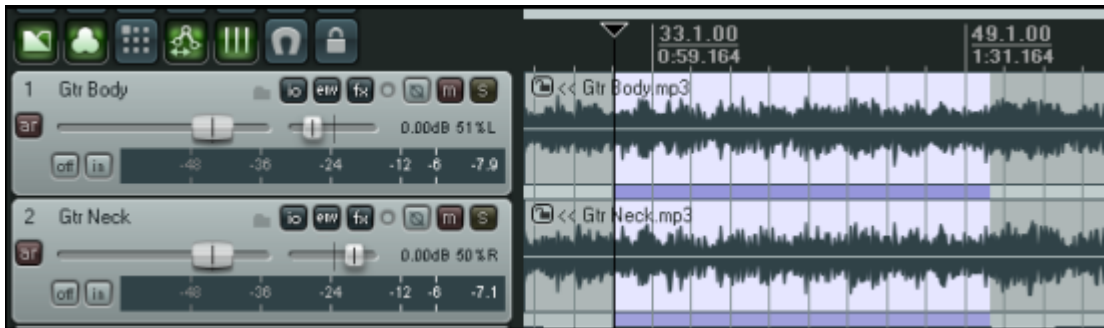 33.1.00 49.1.00
0:59.164 1:31.164
1 Gtr Body io env fx m s
ar 0.00dB 51%L
off in -48 -36 -24 -12 -6 -7.9
<< Gtr Body.mp3
2 Gtr Neck io env fx m s
ar 0.00dB 50%R
off in -48 -36 -24 -12 -6 -7.1
<< Gtr Neck.mp3